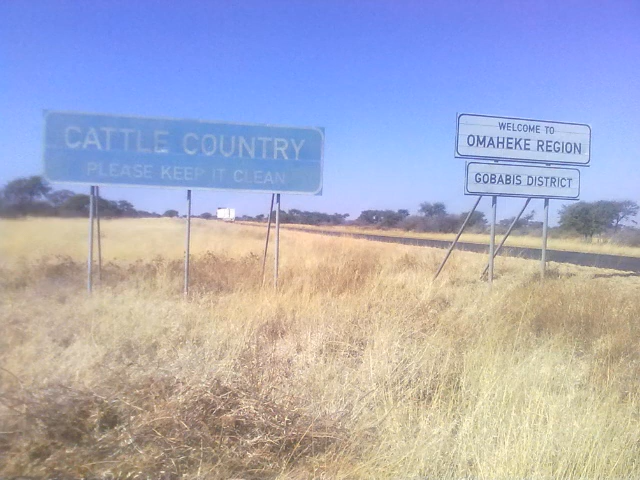 CATTLE COUNTRY
PLEASE KEEP IT CLEAN
WELCOME TO
OMAHEKE REGION
GOBABIS DISTRICT